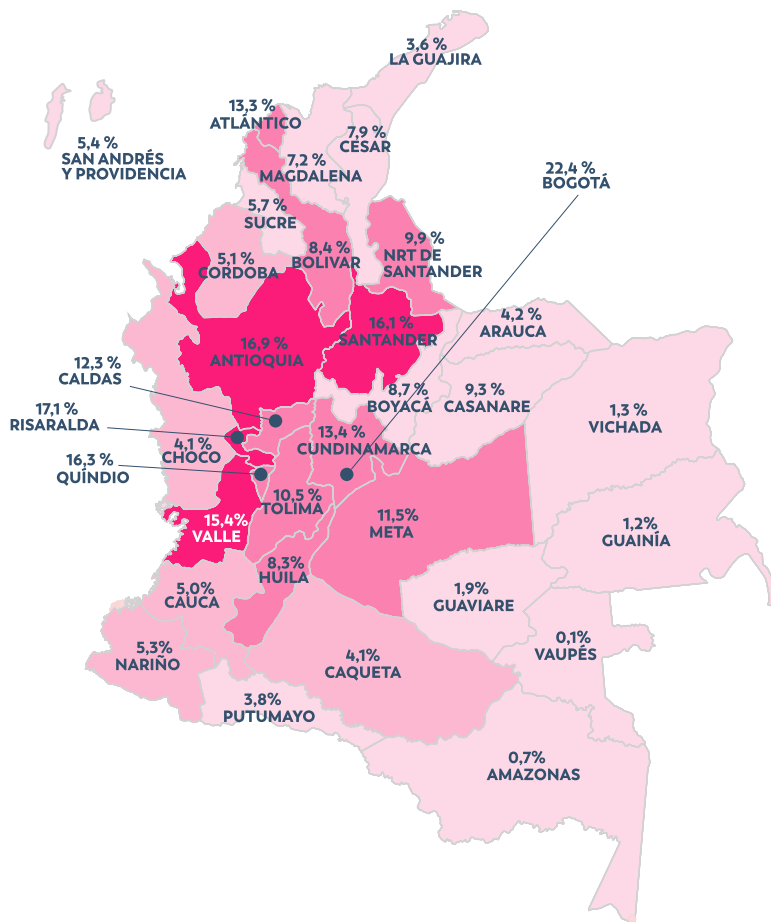 3,6 %
LA GUAJIRA
13,3 %
ATLÁNTICO
7,9 %
CESAR
5,4 %
SAN ANDRÉS
Y PROVIDENCIA
7,2 %
MAGDALENA
22,4 %
BOGOTÁ
5,7 %
SUCRE
9,9 %
NRT DE
SANTANDER
8,4 %
BOLIVAR
5,1 %
CORDOBA
4,2 %
ARAUCA
16,1 %
SANTANDER
16,9 %
ANTIOQUIA
12,3 %
CALDAS
8,7 %
BOYACÁ
9,3 %
CASANARE
1,3 %
VICHADA
17,1 %
RISARALDA
13,4 %
CUNDINAMARCA
4,1 %
CHOCO
16,3 %
QUÍNDIO
10,5 %
TOLIMA
11,5%
META
15,4%
VALLE
1,2%
GUAINÍA
8,3%
HUILA
5,0%
CAUCA
1,9%
GUAVIARE
0,1%
VAUPÉS
5,3%
NARIÑO
4,1%
CAQUETA
3,8%
PUTUMAYO
0,7%
AMAZONAS